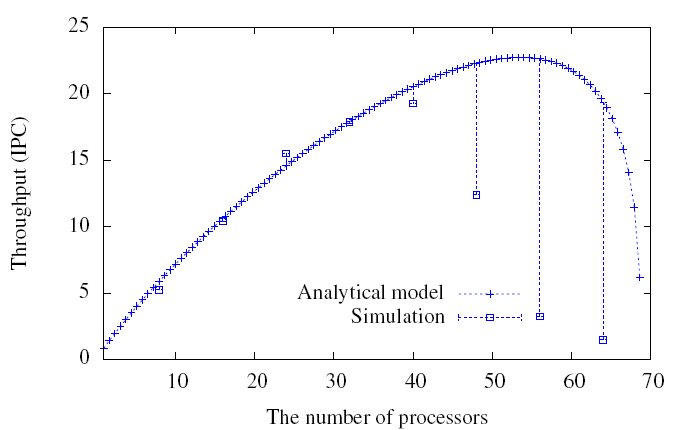 25
20
15
10
5
0
Throughput (IPC)
Analytical model
Simulation
10 20 30 40 50 60 70
The number of processors